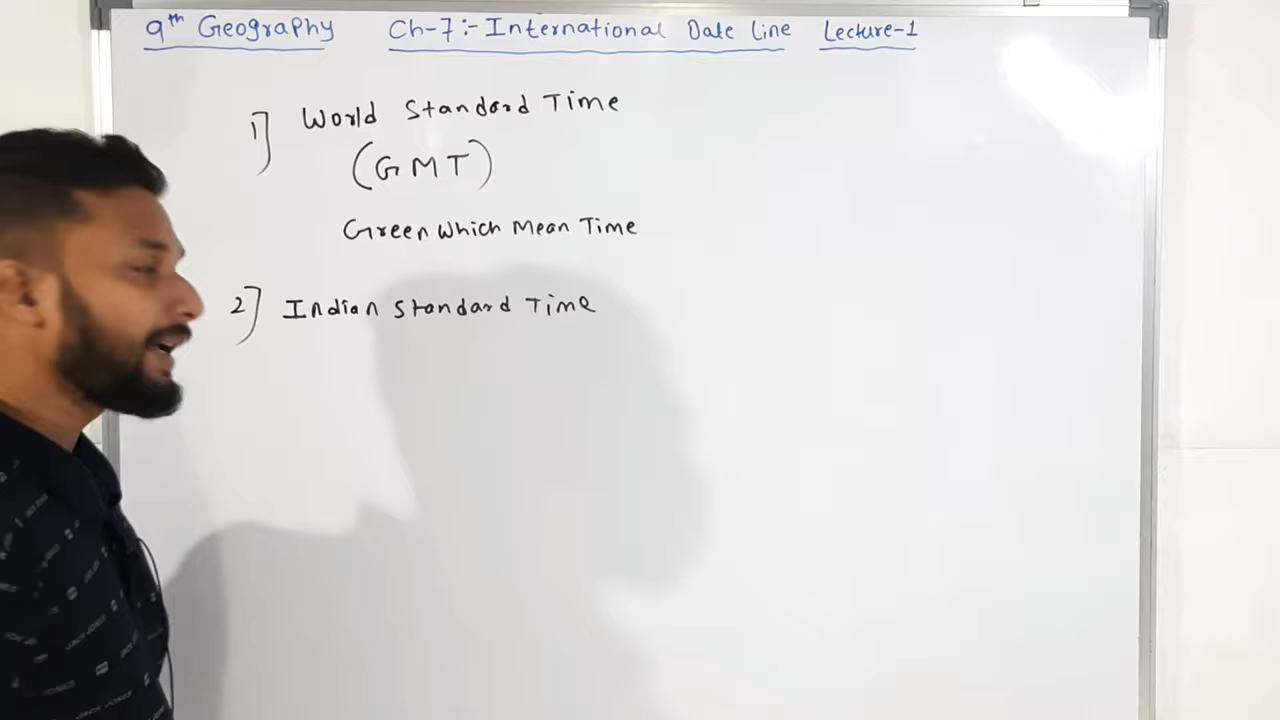 9th Geography Ch-7:- International Date Line Lecture-1
1] World Standard Time
(GMT)
Green Which Mean Time
2] Indian Standard Time